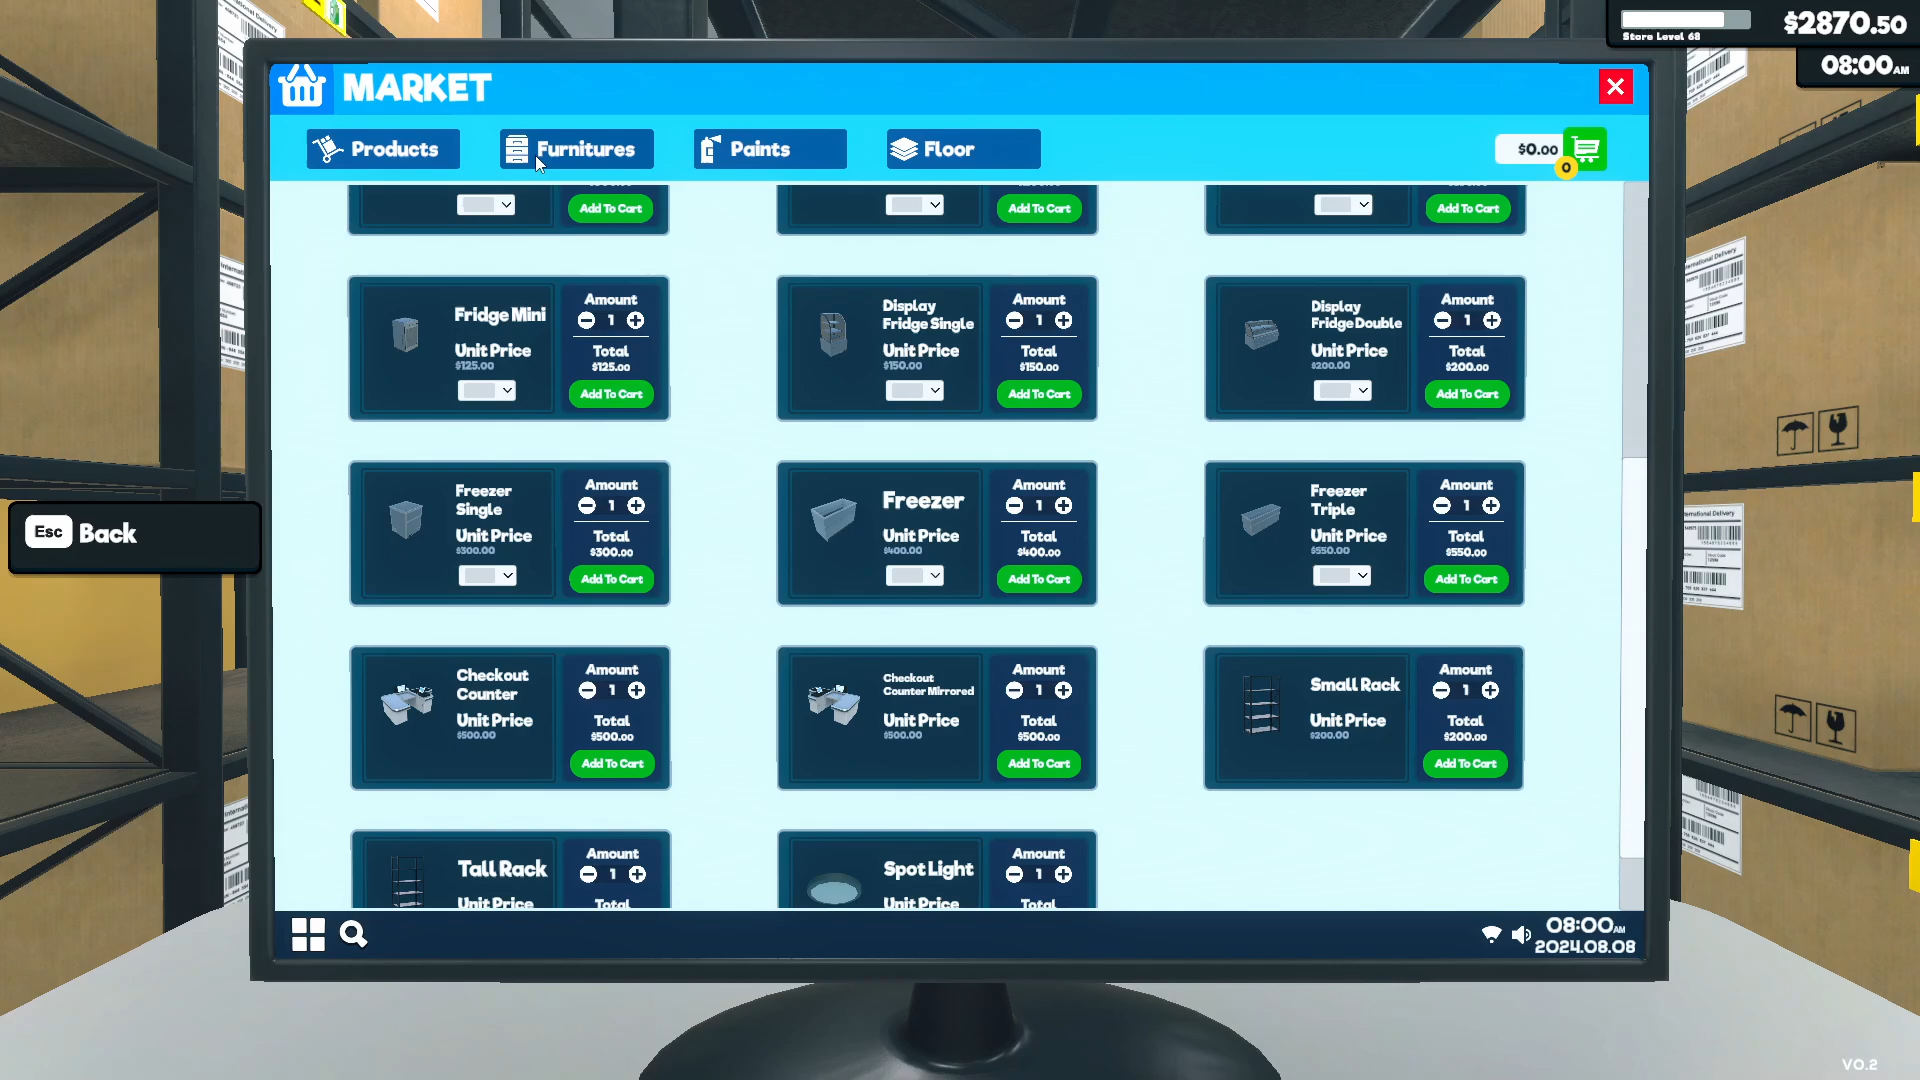 $2870.50
Store Level 68
08:00AM
MARKET
Products
Furnitures
Paints
Floor
$0.00
0
Add To Cart
Add To Cart
Add To Cart
Fridge Mini
Unit Price
$125.00
Amount
1
Total
$125.00
Add To Cart
Display
Fridge Single
Unit Price
$150.00
Amount
1
Total
$150.00
Add To Cart
Display
Fridge Double
Unit Price
$200.00
Amount
1
Total
$200.00
Add To Cart
Freezer
Single
Unit Price
$300.00
Amount
1
Total
$300.00
Add To Cart
Freezer
Unit Price
$400.00
Amount
1
Total
$400.00
Add To Cart
Freezer
Triple
Unit Price
$550.00
Amount
1
Total
$550.00
Add To Cart
Esc Back
Checkout
Counter
Unit Price
$500.00
Amount
1
Total
$500.00
Add To Cart
Checkout
Counter Mirrored
Unit Price
$500.00
Amount
1
Total
$500.00
Add To Cart
Small Rack
Unit Price
$200.00
Amount
1
Total
$200.00
Add To Cart
Tall Rack
Unit Price
Amount
1
Total
Spot Light
Unit Price
Amount
1
Total
08:00AM
2024.08.08
V0.2